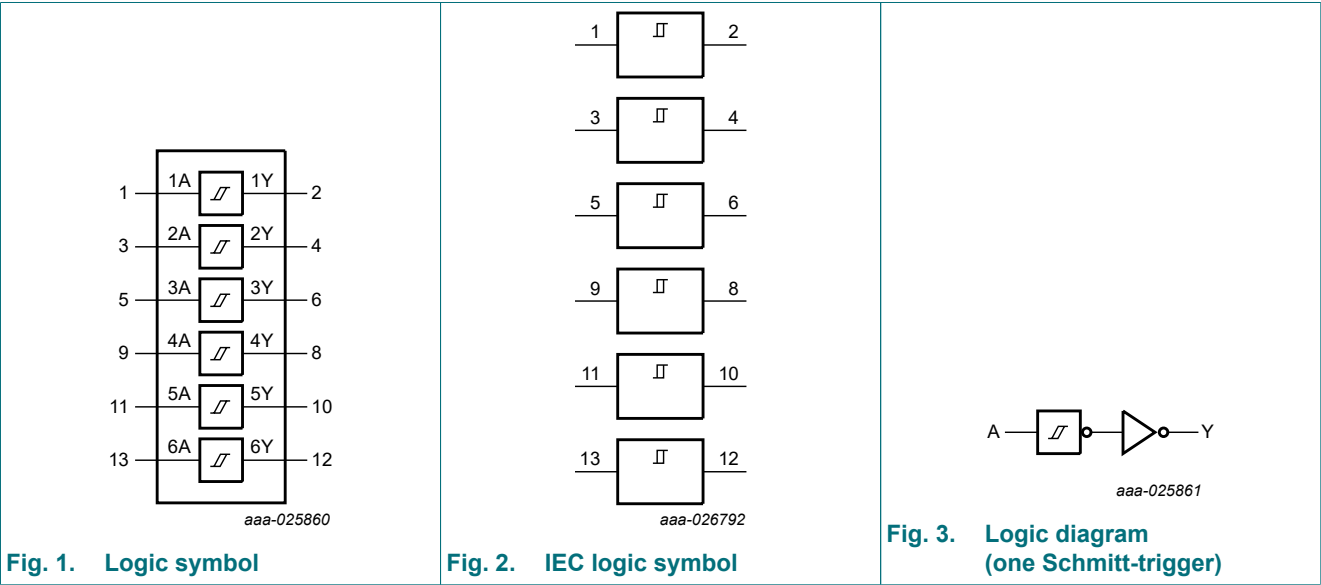 1 1A 1Y 2
3 2A 2Y 4
5 3A 3Y 6
9 4A 4Y 8
11 5A 5Y 10
13 6A 6Y 12
aaa-025860
Fig. 1. Logic symbol
1 2
3 4
5 6
9 8
11 10
13 12
aaa-026792
Fig. 2. IEC logic symbol
A Y
aaa-025861
Fig. 3. Logic diagram
(one Schmitt-trigger)